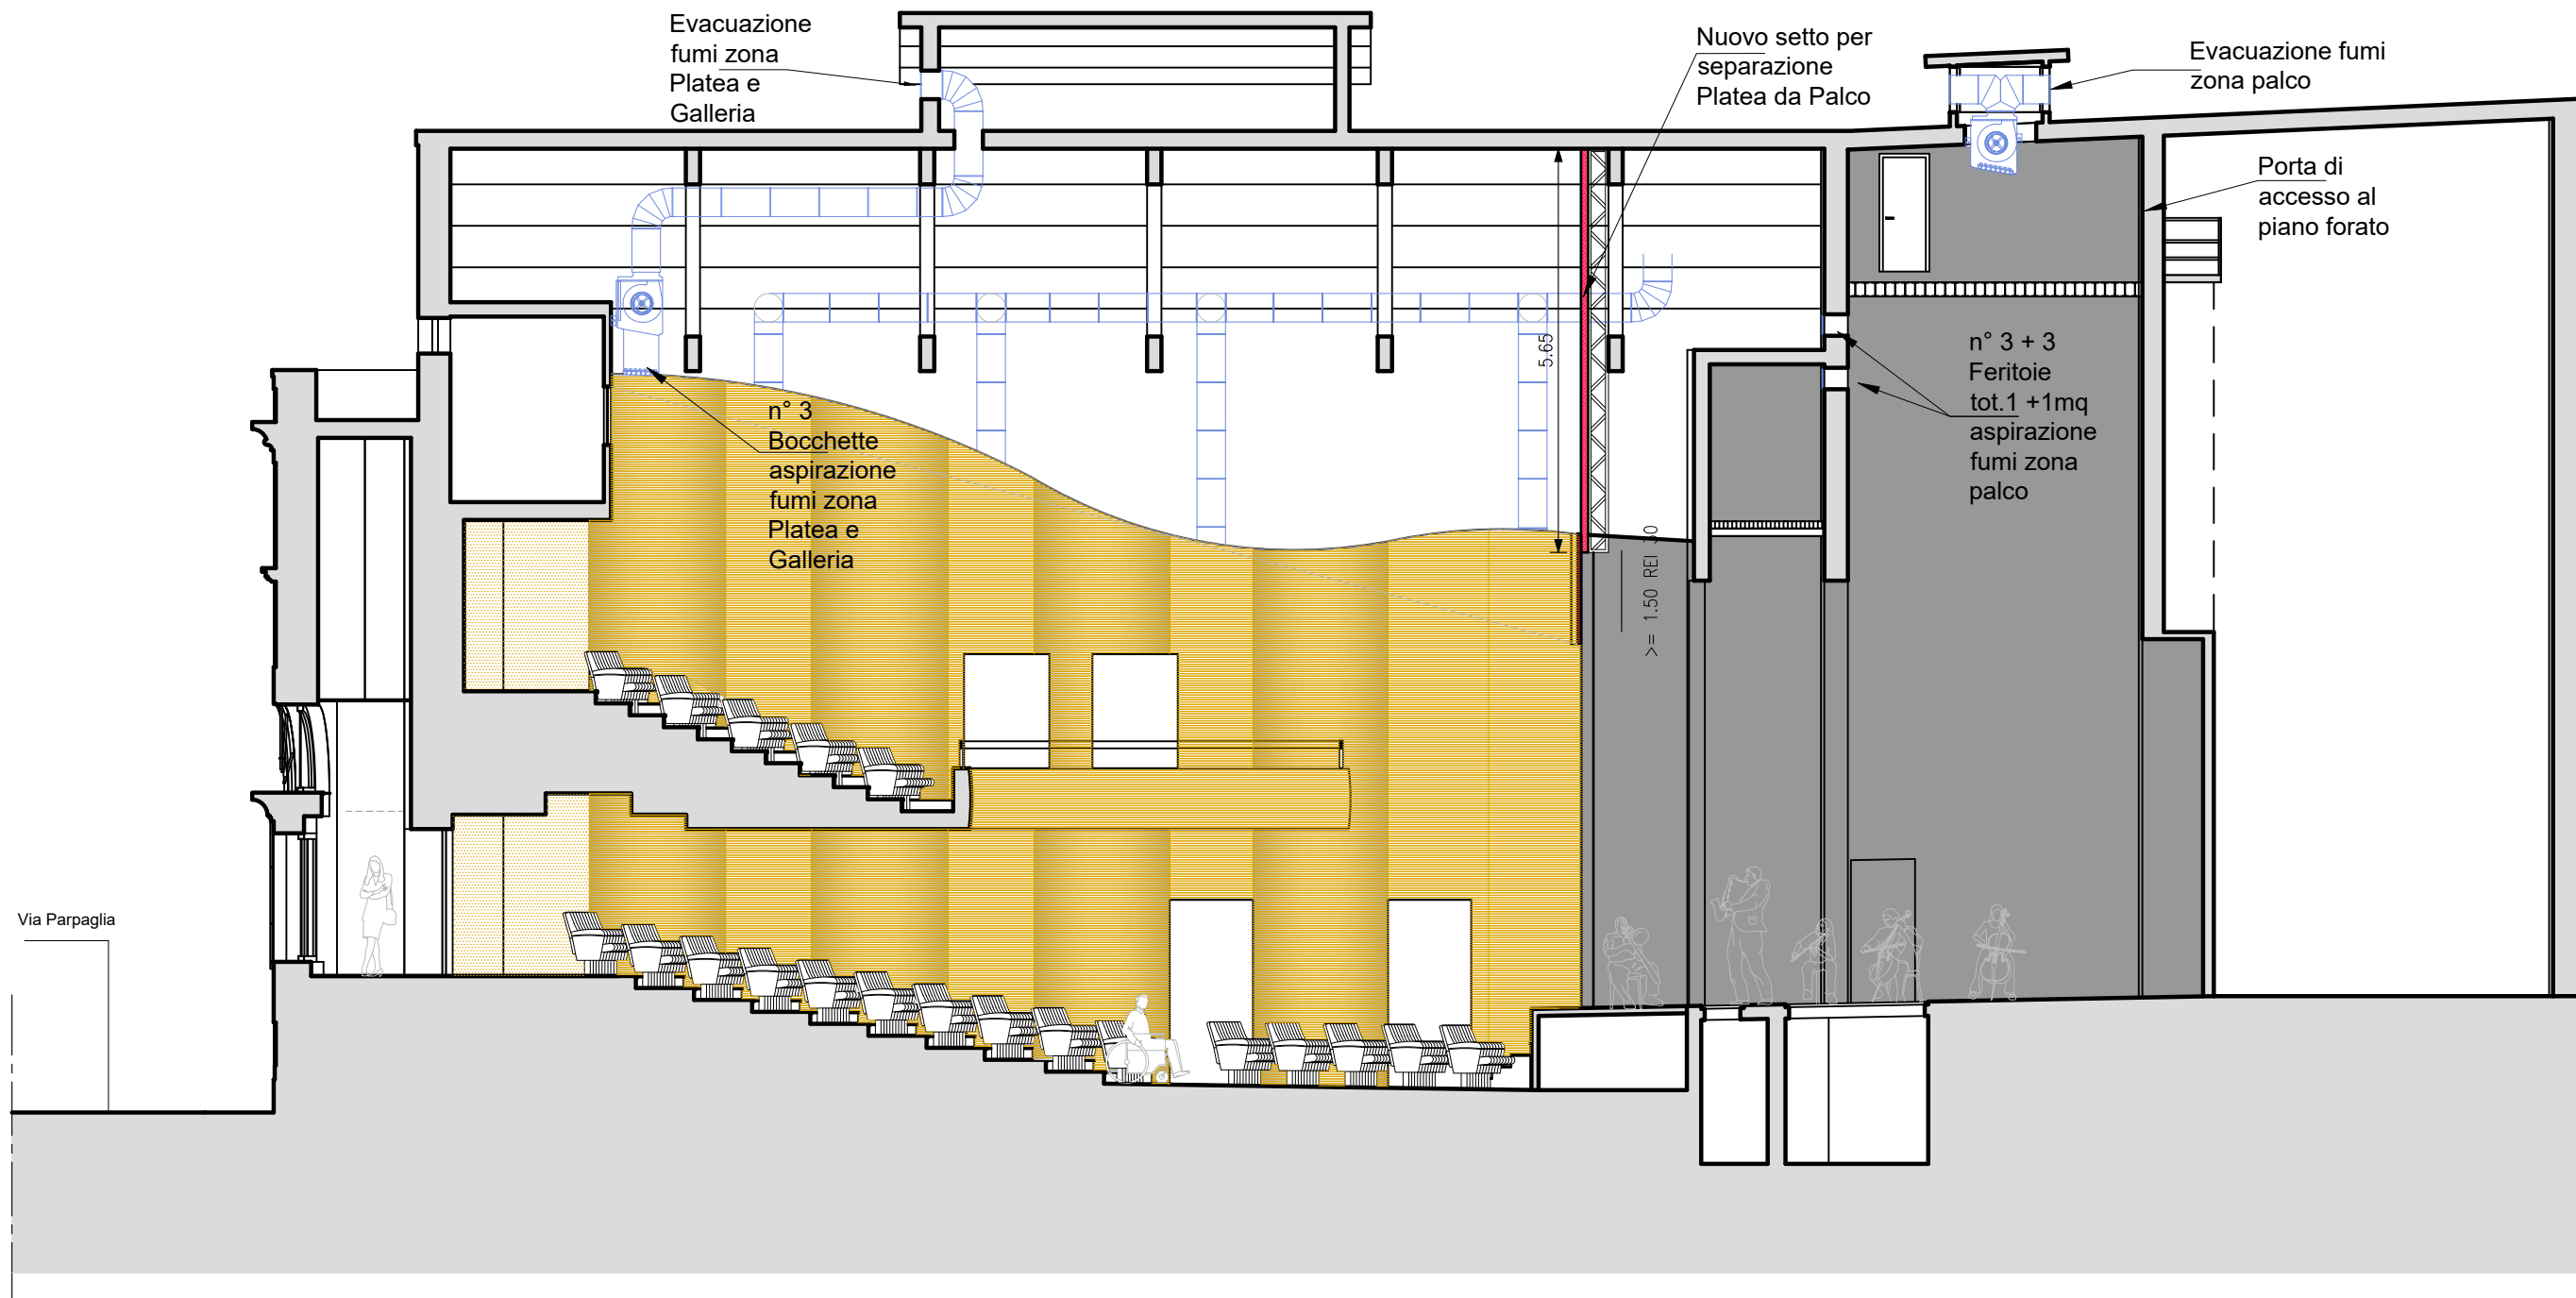 Evacuazione
fumi zona
Platea e
Galleria
Nuovo setto per
separazione
Platea da Palco
Evacuazione fumi
zona palco
Porta di
accesso al
piano forato
n° 3 + 3
Feritoie
tot.1 +1mq
aspirazione
fumi zona
palco
5.65
n° 3
Bocchette
aspirazione
fumi zona
Platea e
Galleria
>= 1.50 REI 30
Via Parpaglia